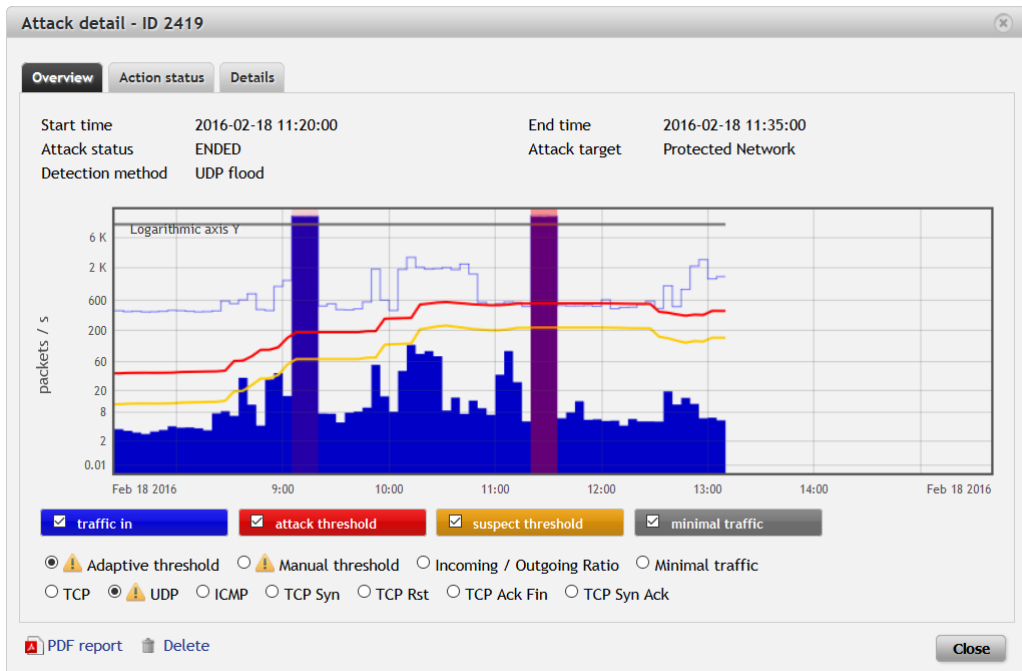 Attack detail - ID 2419
Overview Action status Details
Start time 2016-02-18 11:20:00 End time 2016-02-18 11:35:00
Attack status ENDED Attack target Protected Network
Detection method UDP flood
Logarithmic axis Y
6 K
2 K
600
200
60
20
8
2
0.01
packets / s
Feb 18 2016 9:00 10:00 11:00 12:00 13:00 14:00 Feb 18 2016
traffic in attack threshold suspect threshold minimal traffic
Adaptive threshold Manual threshold Incoming / Outgoing Ratio Minimal traffic
TCP UDP ICMP TCP Syn TCP Rst TCP Ack Fin TCP Syn Ack
PDF report Delete Close